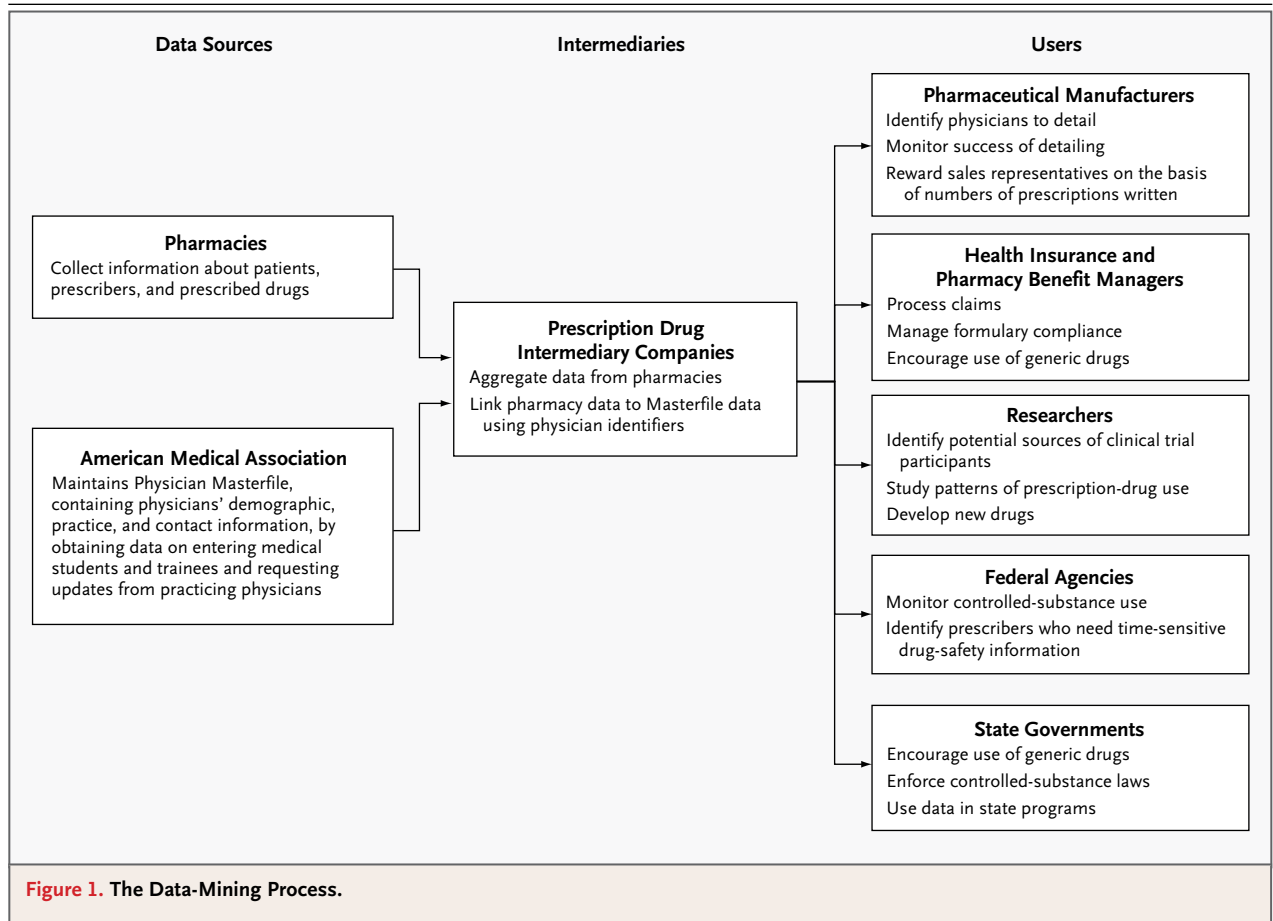 Data Sources
Intermediaries
Users
Pharmacies
Collect information about patients,
prescribers, and prescribed drugs
American Medical Association
Maintains Physician Masterfile,
containing physicians’ demographic,
practice, and contact information, by
obtaining data on entering medical
students and trainees and requesting
updates from practicing physicians
Prescription Drug
Intermediary Companies
Aggregate data from pharmacies
Link pharmacy data to Masterfile data
using physician identifiers
Pharmaceutical Manufacturers
Identify physicians to detail
Monitor success of detailing
Reward sales representatives on the basis
of numbers of prescriptions written
Health Insurance and
Pharmacy Benefit Managers
Process claims
Manage formulary compliance
Encourage use of generic drugs
Researchers
Identify potential sources of clinical trial
participants
Study patterns of prescription-drug use
Develop new drugs
Federal Agencies
Monitor controlled-substance use
Identify prescribers who need time-sensitive
drug-safety information
State Governments
Encourage use of generic drugs
Enforce controlled-substance laws
Use data in state programs
Figure 1. The Data-Mining Process.